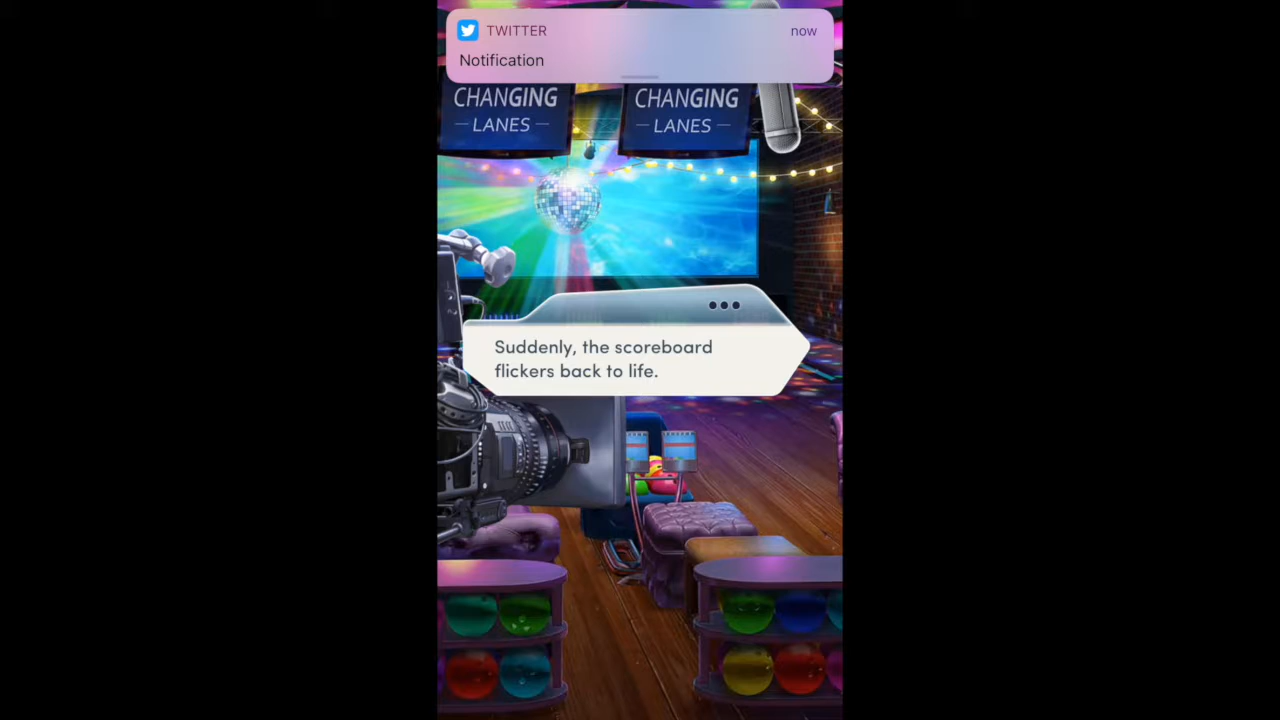 TWITTER now
Notification
CHANGING
— LANES —
CHANGING
— LANES —
Suddenly, the scoreboard
flickers back to life.